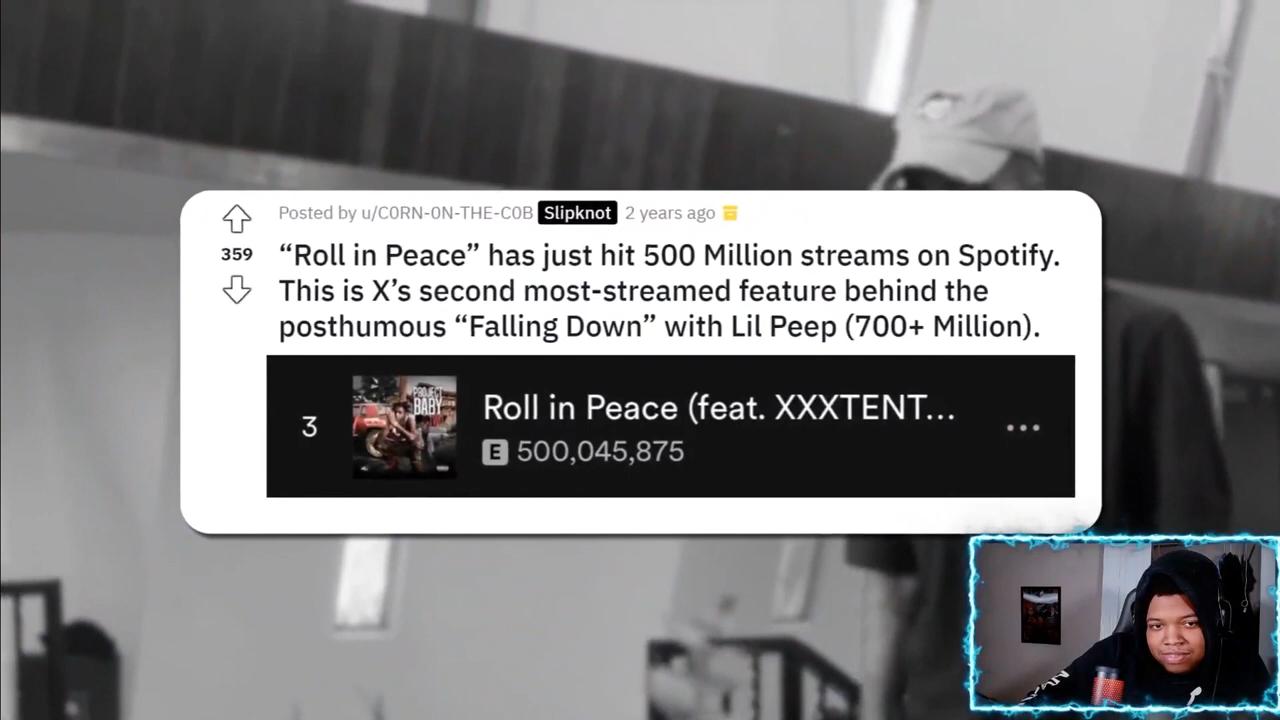 Posted by u/C0RN-0N-THE-C0B Slipknot 2 years ago
359
“Roll in Peace” has just hit 500 Million streams on Spotify.
This is X’s second most-streamed feature behind the
posthumous “Falling Down” with Lil Peep (700+ Million).
3
PROJECT
BABY
Roll in Peace (feat. XXXTENT...
E 500,045,875